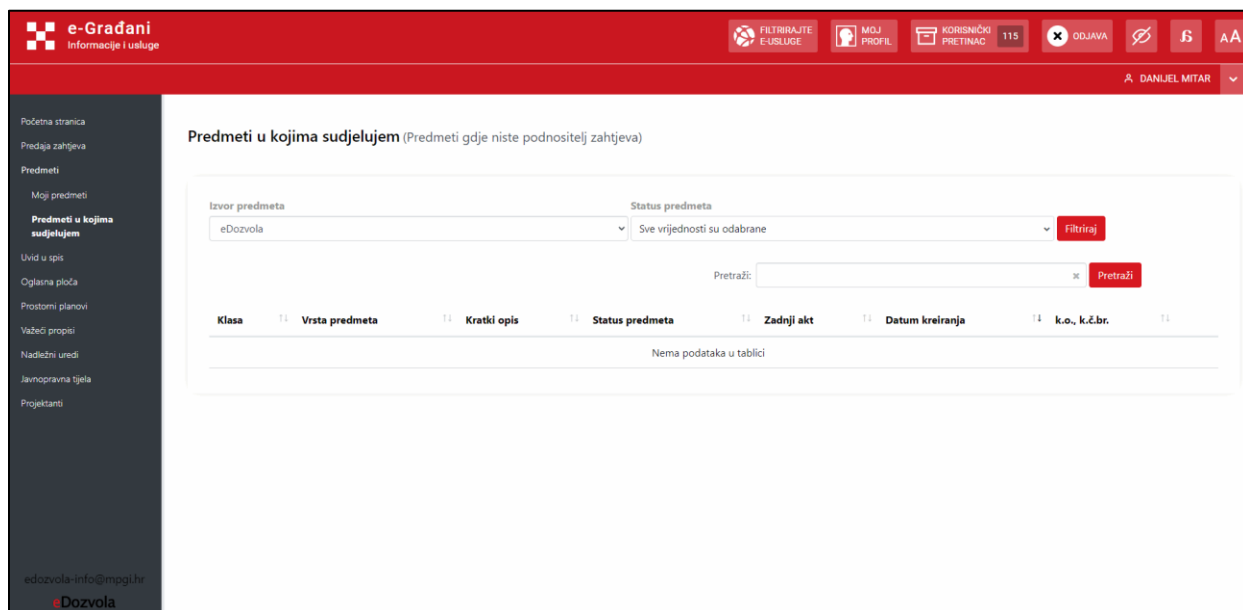 e-Građani
Informacije i usluge
FILTRIRAJTE
E-USLUGE
MOJ
PROFIL
KORISNIČKI
PRETINAC
115
ODJAVA
AA
DANIJEL MITAR
Početna stranica
Predaja zahtjeva
Predmeti
Moji predmeti
Predmeti u kojima
sudjelujem
Uvid u spis
Oglasna ploča
Prostorni planovi
Važeći propisi
Nadležni uredi
Javnopravna tijela
Projektanti
edozvola-info@mpgi.hr
eDozvola
Predmeti u kojima sudjelujem (Predmeti gdje niste podnositelj zahtjeva)
Izvor predmeta Status predmeta
eDozvola Sve vrijednosti su odabrane Filtriraj
Pretraži: Pretraži
Klasa Vrsta predmeta Kratki opis Status predmeta Zadnji akt Datum kreiranja k.o., k.č.br.
Nema podataka u tablici